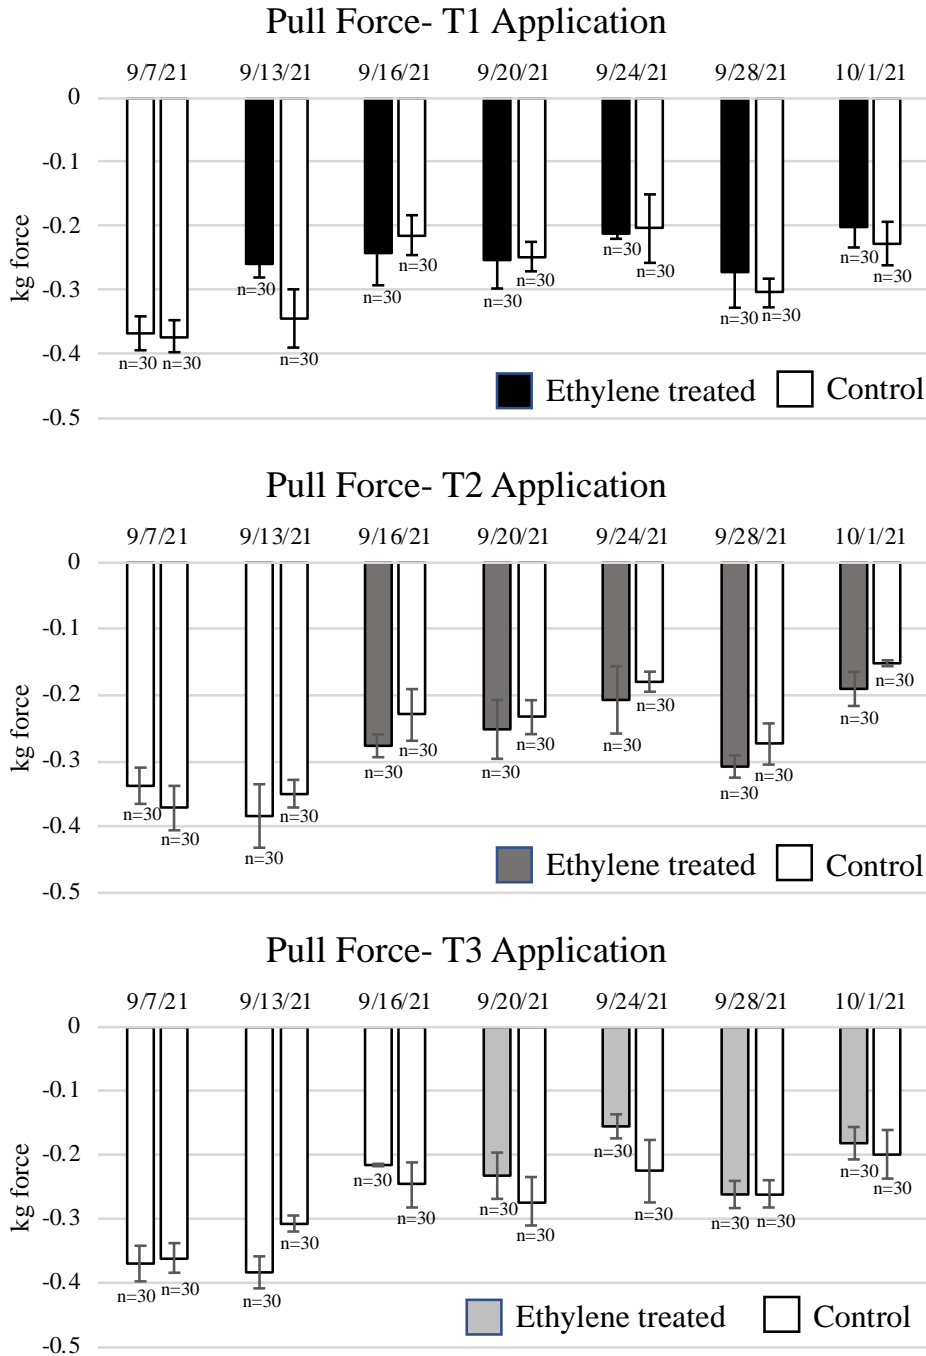 Pull Force- T1 Application
9/7/21 9/13/21 9/16/21 9/20/21 9/24/21 9/28/21 10/1/21
0
-0.1
-0.2
-0.3
-0.4
-0.5
kg force
n=30 n=30 n=30 n=30 n=30 n=30 n=30 n=30 n=30 n=30 n=30 n=30 n=30 n=30
Ethylene treated Control
Pull Force- T2 Application
9/7/21 9/13/21 9/16/21 9/20/21 9/24/21 9/28/21 10/1/21
0
-0.1
-0.2
-0.3
-0.4
-0.5
kg force
n=30 n=30 n=30 n=30 n=30 n=30 n=30 n=30 n=30 n=30 n=30 n=30 n=30 n=30
Ethylene treated Control
Pull Force- T3 Application
9/7/21 9/13/21 9/16/21 9/20/21 9/24/21 9/28/21 10/1/21
0
-0.1
-0.2
-0.3
-0.4
-0.5
kg force
n=30 n=30 n=30 n=30 n=30 n=30 n=30 n=30 n=30 n=30 n=30 n=30 n=30 n=30
Ethylene treated Control